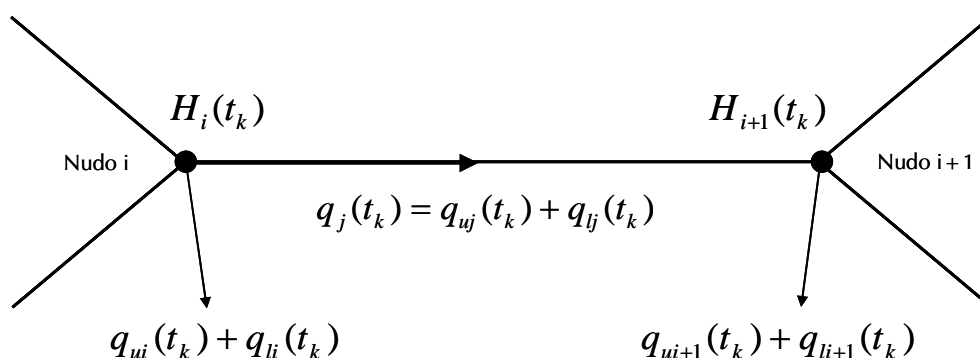 H_i(t_k) H_{i+1}(t_k)
Nudo i Nudo i + 1
q_j(t_k) = q_{uj}(t_k) + q_{lj}(t_k)
q_{ui}(t_k) + q_{li}(t_k) q_{ui+1}(t_k) + q_{li+1}(t_k)